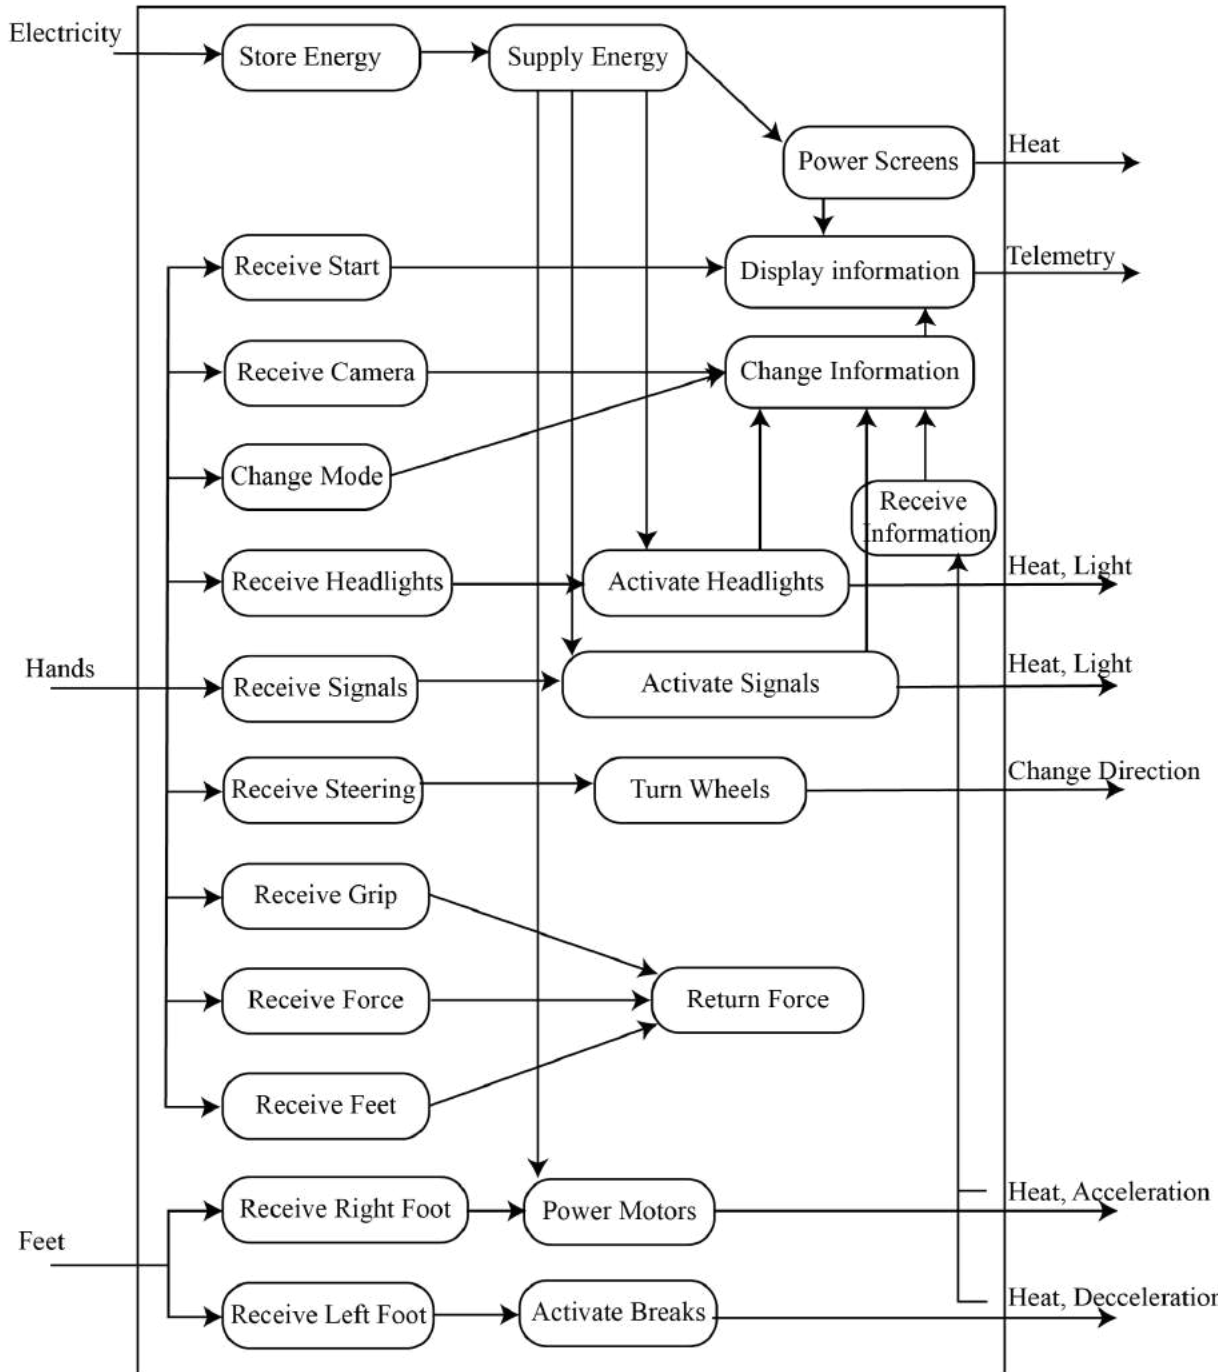 Electricity
Store Energy
Supply Energy
Heat
Power Screens
Receive Start
Display information
Telemetry
Receive Camera
Change Information
Change Mode
Receive
Information
Receive Headlights
Activate Headlights
Heat, Light
Hands
Receive Signals
Activate Signals
Heat, Light
Receive Steering
Turn Wheels
Change Direction
Receive Grip
Receive Force
Return Force
Receive Feet
Receive Right Foot
Power Motors
Heat, Acceleration
Feet
Receive Left Foot
Activate Breaks
Heat, Decceleration